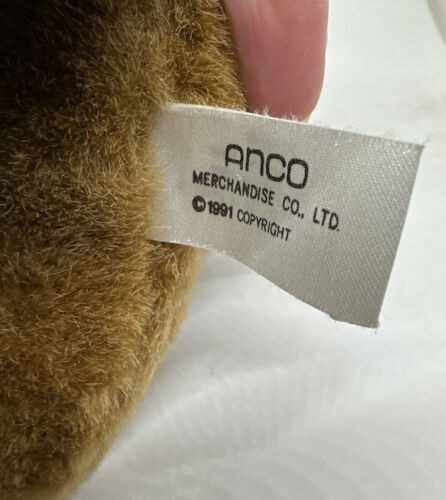 ANCO
MERCHANDISE CO., LTD.
©1991 COPYRIGHT